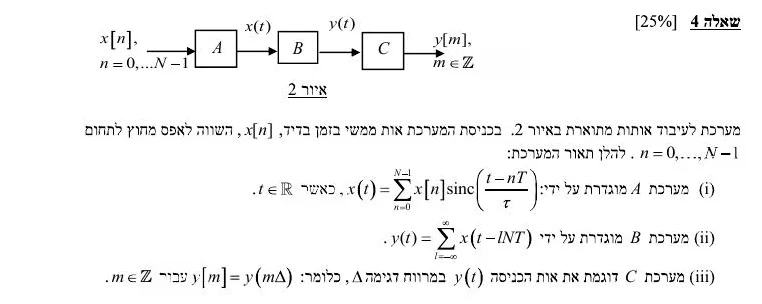 שאלה 4 [25%]
x[n],
n = 0,...N −1
A
x(t)
B
y(t)
C
y[m],
m ∈ ℤ
איור 2
מערכת לעיבוד אותות מתוארת באיור 2. בכניסת המערכת אות ממשי בזמן בדיד, x[n], השווה לאפס מחוץ לתחום
n = 0,…, N −1. להלן תאור המערכת:
(i) מערכת A מוגדרת על ידי: x(t) = \sum_{n=0}^{N-1} x[n] sinc((t − nT)/τ), כאשר t ∈ ℝ.
(ii) מערכת B מוגדרת על ידי y(t) = \sum_{l=−∞}^{∞} x(t − lNT).
(iii) מערכת C דוגמת את אות הכניסה y(t) במרווח דגימה Δ, כלומר: y[m] = y(mΔ) עבור m ∈ ℤ.